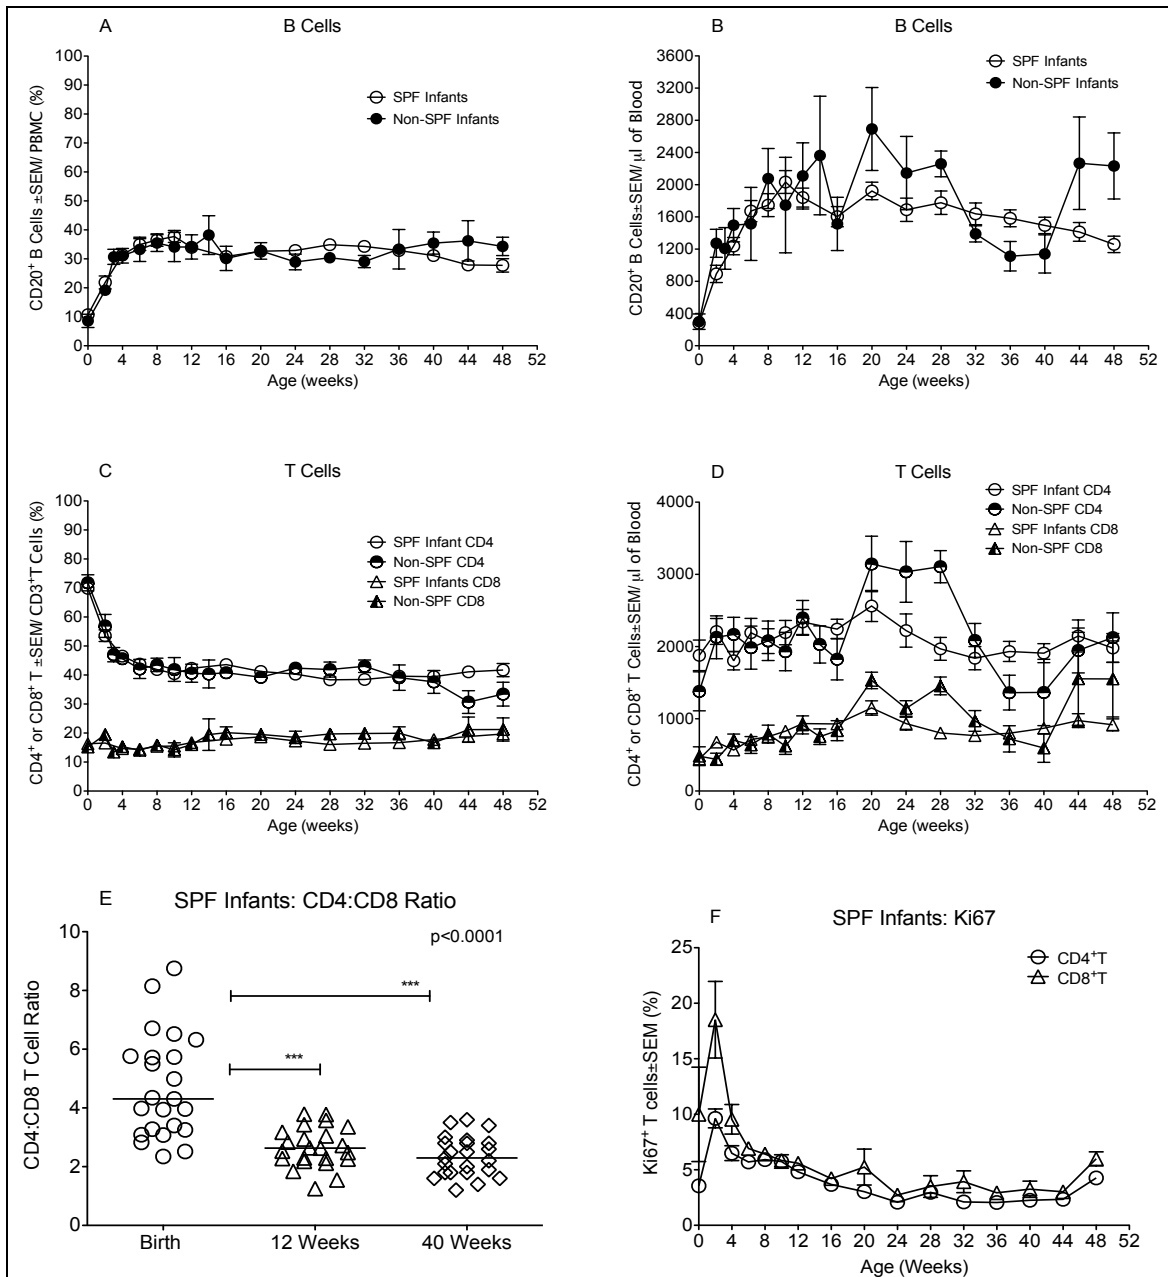 A B Cells
CD20⁺ B Cells ±SEM/ PBMC (%)
100
90
80
70
60
50
40
30
20
10
0
SPF Infants
Non-SPF Infants
0 4 8 12 16 20 24 28 32 36 40 44 48 52
Age (weeks)
B B Cells
CD20⁺ B Cells±SEM/ μl of Blood
3600
3200
2800
2400
2000
1600
1200
800
400
0
SPF Infants
Non-SPF Infants
0 4 8 12 16 20 24 28 32 36 40 44 48 52
Age (weeks)
C T Cells
CD4⁺ or CD8⁺ T ±SEM/ CD3⁺T Cells (%)
100
90
80
70
60
50
40
30
20
10
0
SPF Infant CD4
Non-SPF CD4
SPF Infants CD8
Non-SPF CD8
0 4 8 12 16 20 24 28 32 36 40 44 48 52
Age (weeks)
D T Cells
CD4⁺ or CD8⁺ T Cells±SEM/ μl of Blood
4000
3000
2000
1000
0
SPF Infant CD4
Non-SPF CD4
SPF Infants CD8
Non-SPF CD8
0 4 8 12 16 20 24 28 32 36 40 44 48 52
Age (weeks)
E SPF Infants: CD4:CD8 Ratio
CD4:CD8 T Cell Ratio
10
8
6
4
2
0
p<0.0001
***
***
Birth 12 Weeks 40 Weeks
F SPF Infants: Ki67
Ki67⁺ T cells±SEM (%)
25
20
15
10
5
0
CD4⁺T
CD8⁺T
0 4 8 12 16 20 24 28 32 36 40 44 48 52
Age (Weeks)